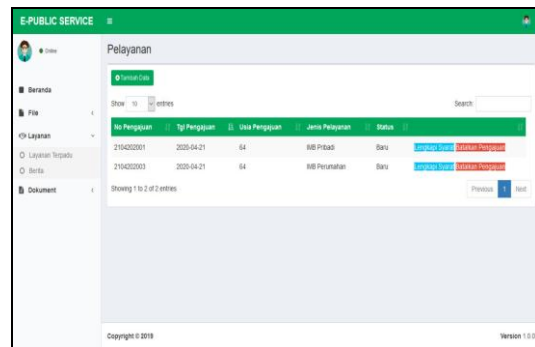 E-PUBLIC SERVICE
Online
Pelayanan
Beranda
File
Layanan
Layanan Terpadu
Berita
Dokument
Tambah Data
Show 10 entries
Search:
No Pengajuan Tgl Pengajuan Usia Pengajuan Jenis Pelayanan Status
2104202001 2020-04-21 64 IMB Pribadi Baru Lengkapi Syarat Batalkan Pengajuan
2104202003 2020-04-21 64 IMB Perumahan Baru Lengkapi Syarat Batalkan Pengajuan
Showing 1 to 2 of 2 entries
Previous 1 Next
Copyright © 2019
Version 1.0.0